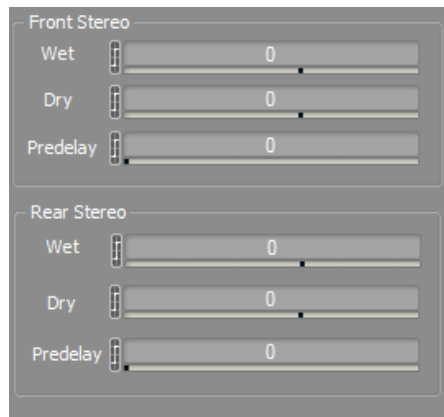 Front Stereo
Wet 0
Dry 0
Predelay 0
Rear Stereo
Wet 0
Dry 0
Predelay 0